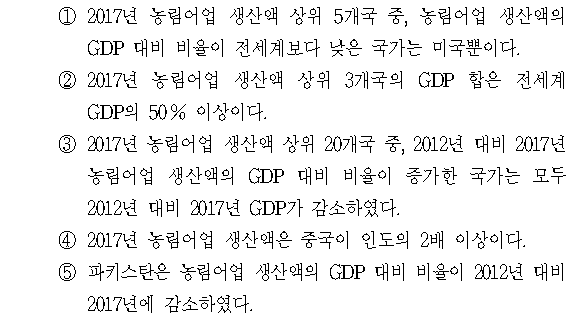 ① 2017년 농림어업 생산액 상위 5개국 중, 농림어업 생산액의
GDP 대비 비율이 전세계보다 낮은 국가는 미국뿐이다.
② 2017년 농림어업 생산액 상위 3개국의 GDP 합은 전세계
GDP의 50% 이상이다.
③ 2017년 농림어업 생산액 상위 20개국 중, 2012년 대비 2017년
농림어업 생산액의 GDP 대비 비율이 증가한 국가는 모두
2012년 대비 2017년 GDP가 감소하였다.
④ 2017년 농림어업 생산액은 중국이 인도의 2배 이상이다.
⑤ 파키스탄은 농림어업 생산액의 GDP 대비 비율이 2012년 대비
2017년에 감소하였다.